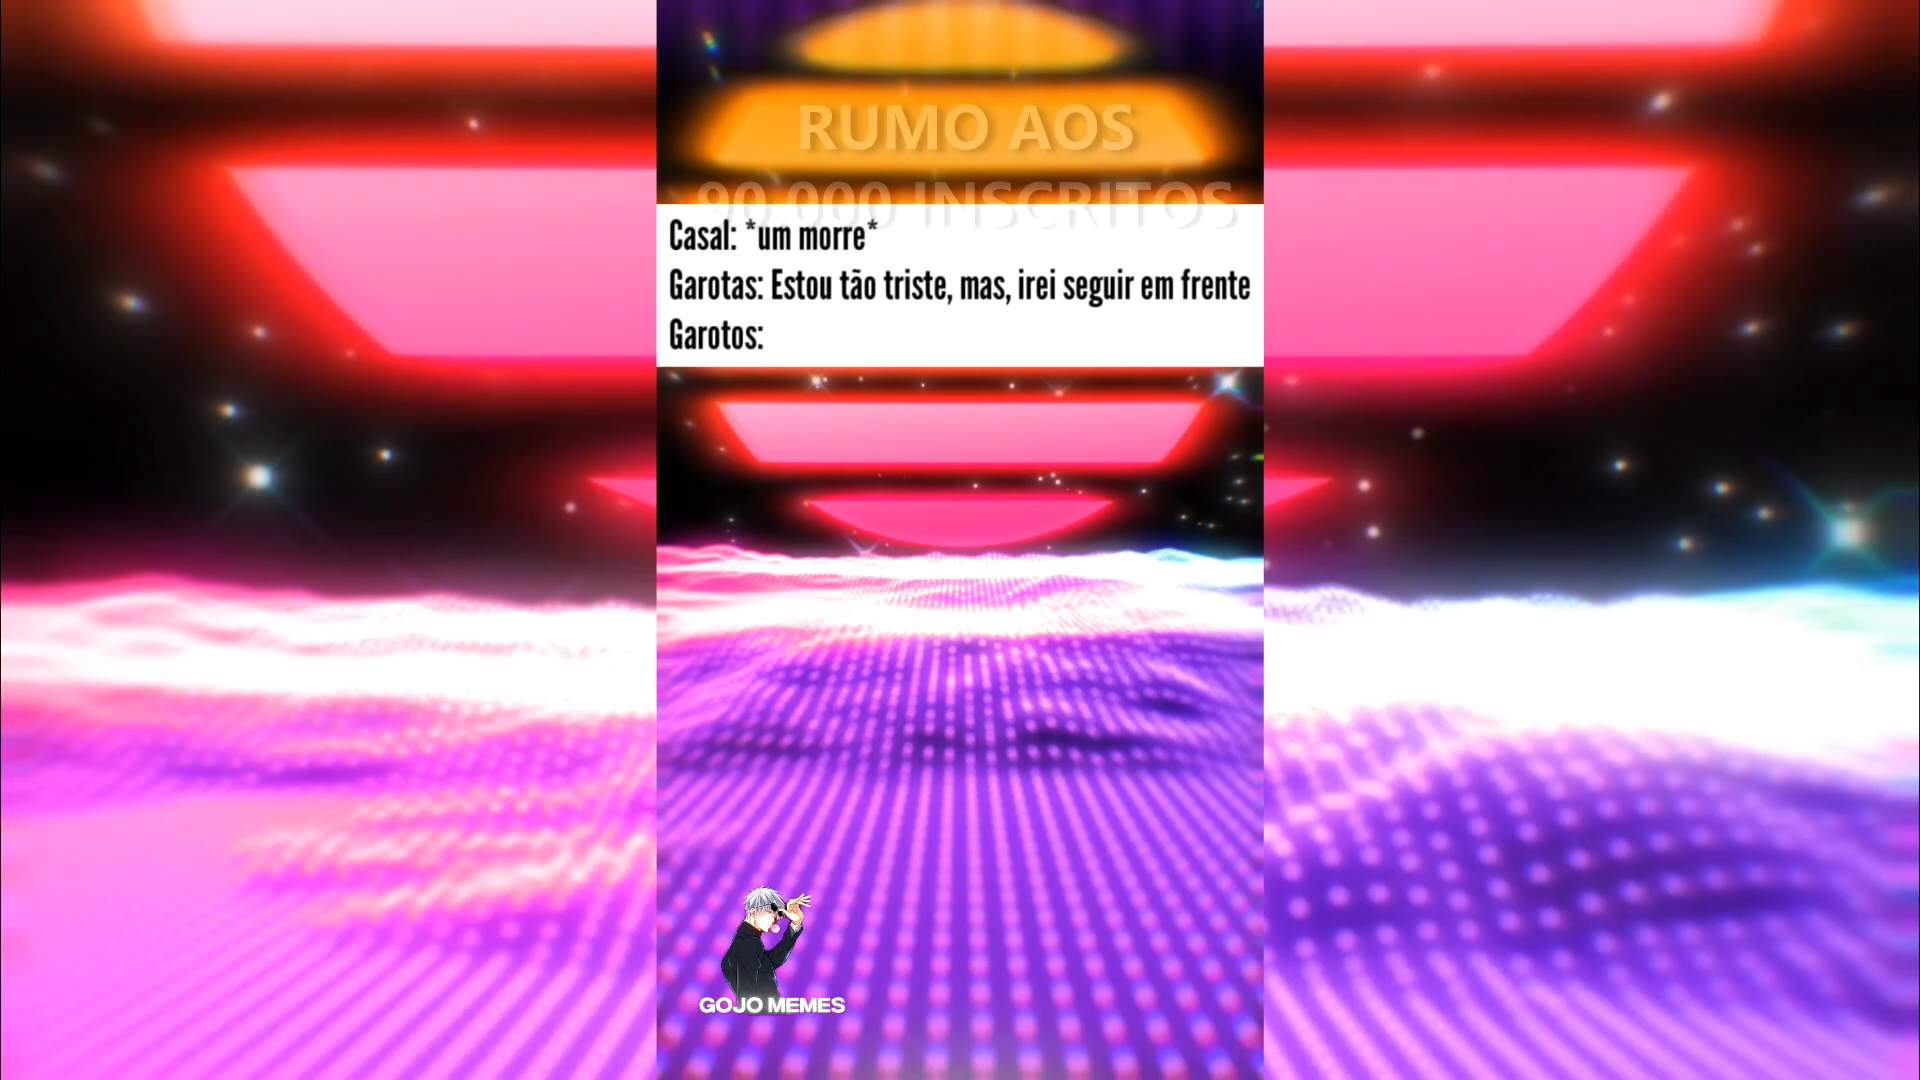 RUMO AOS
90.000 INSCRITOS
Casal: *um morre*
Garotas: Estou tão triste, mas, irei seguir em frente
Garotos:
GOJO MEMES